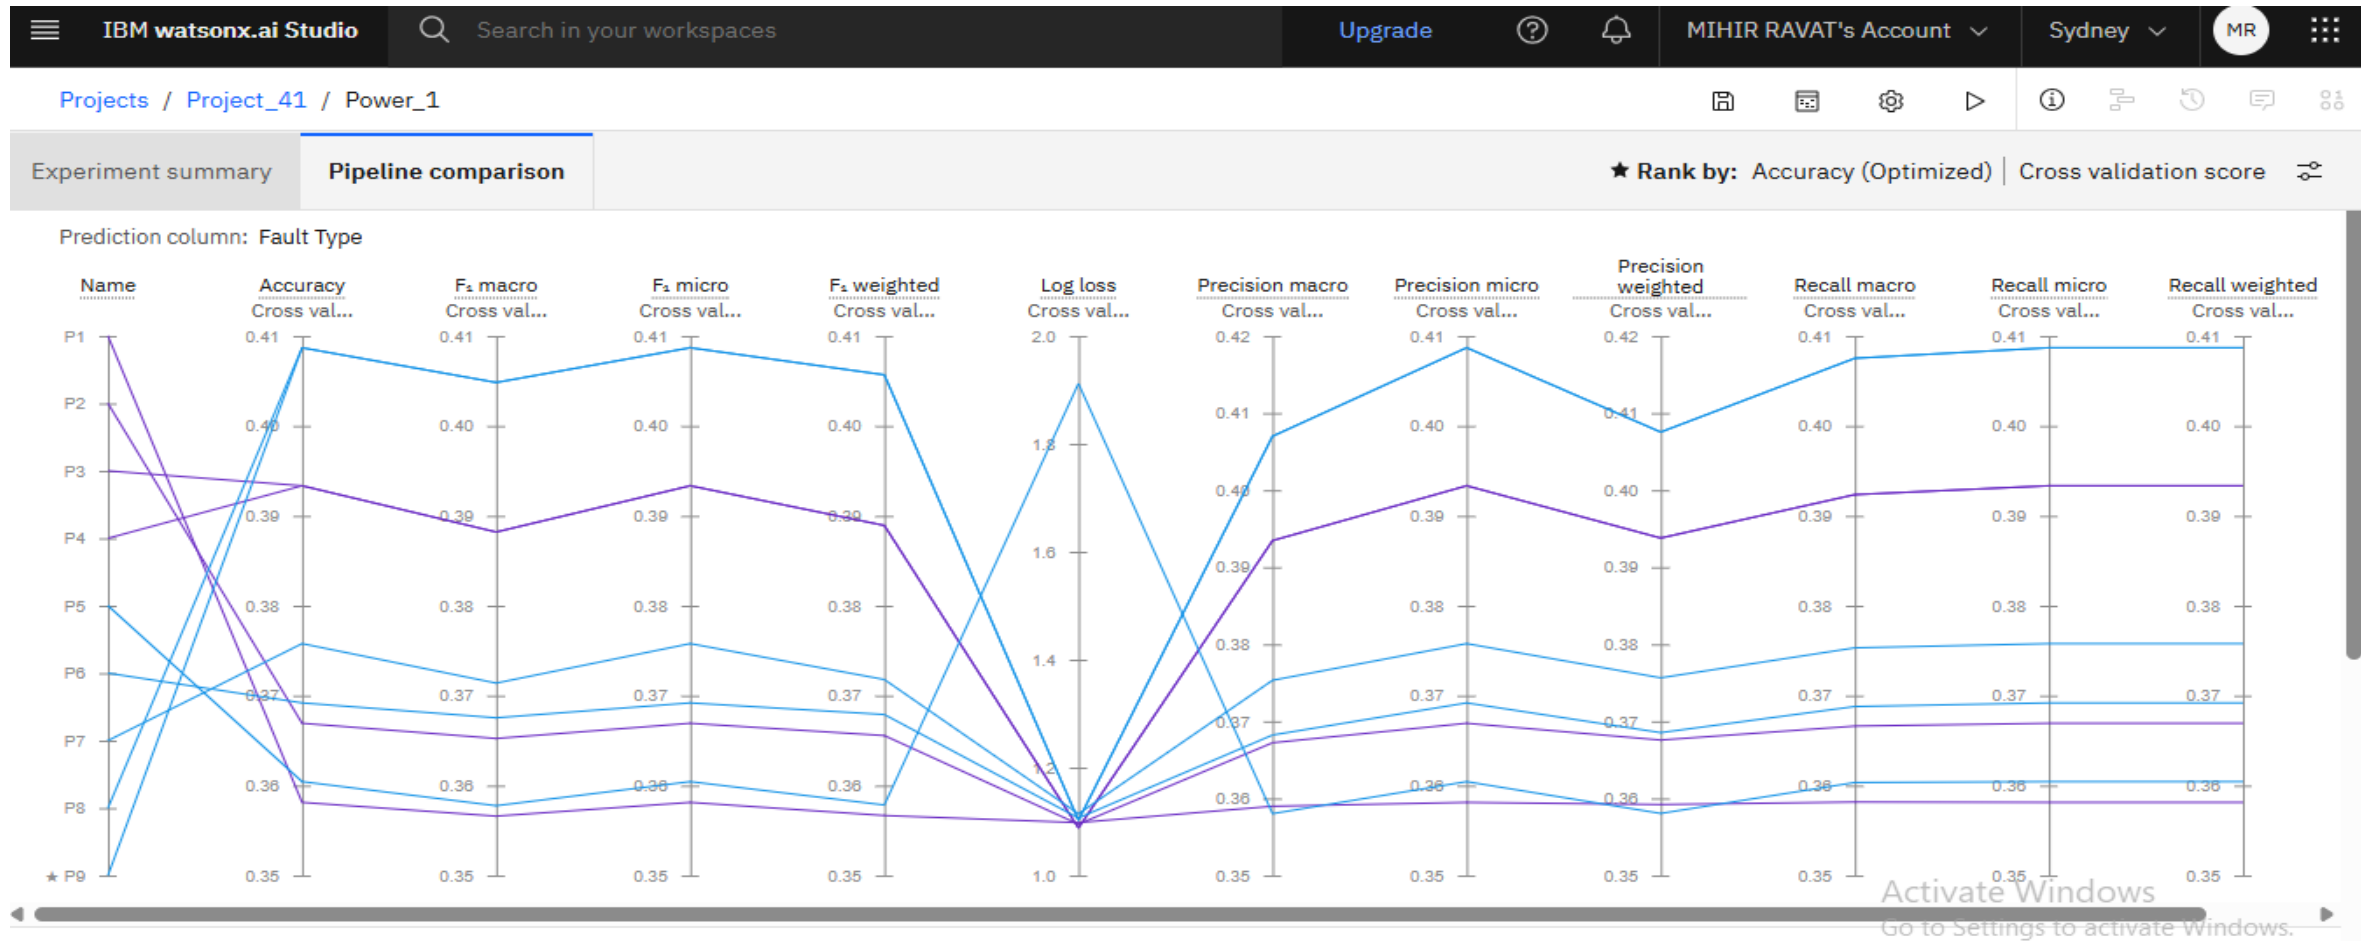 IBM watsonx.ai Studio Search in your workspaces Upgrade MIHIR RAVAT's Account Sydney MR
Projects / Project_41 / Power_1
Experiment summary Pipeline comparison ★ Rank by: Accuracy (Optimized) | Cross validation score
Prediction column: Fault Type
Name Accuracy F₁ macro F₁ micro F₁ weighted Log loss Precision macro Precision micro Precision weighted Recall macro Recall micro Recall weighted
Cross val... Cross val... Cross val... Cross val... Cross val... Cross val... Cross val... Cross val... Cross val... Cross val... Cross val...
P1 0.41 0.41 0.41 0.41 2.0 0.42 0.41 0.42 0.41 0.41 0.41
P2 0.40 0.40 0.40 0.40 1.8 0.41 0.40 0.41 0.40 0.40 0.40
P3 0.39 0.39 0.39 0.39 1.6 0.40 0.39 0.40 0.39 0.39 0.39
P4 0.38 0.38 0.38 0.38 1.4 0.39 0.38 0.39 0.38 0.38 0.38
P5 0.37 0.37 0.37 0.37 1.2 0.38 0.37 0.38 0.37 0.37 0.37
P6 0.36 0.36 0.36 0.36 0.37 0.36 0.37 0.36 0.36 0.36
P7 0.36 0.36
P8
★ P9 0.35 0.35 0.35 0.35 1.0 0.35 0.35 0.35 0.35 0.35 0.35
Activate Windows
Go to Settings to activate Windows.